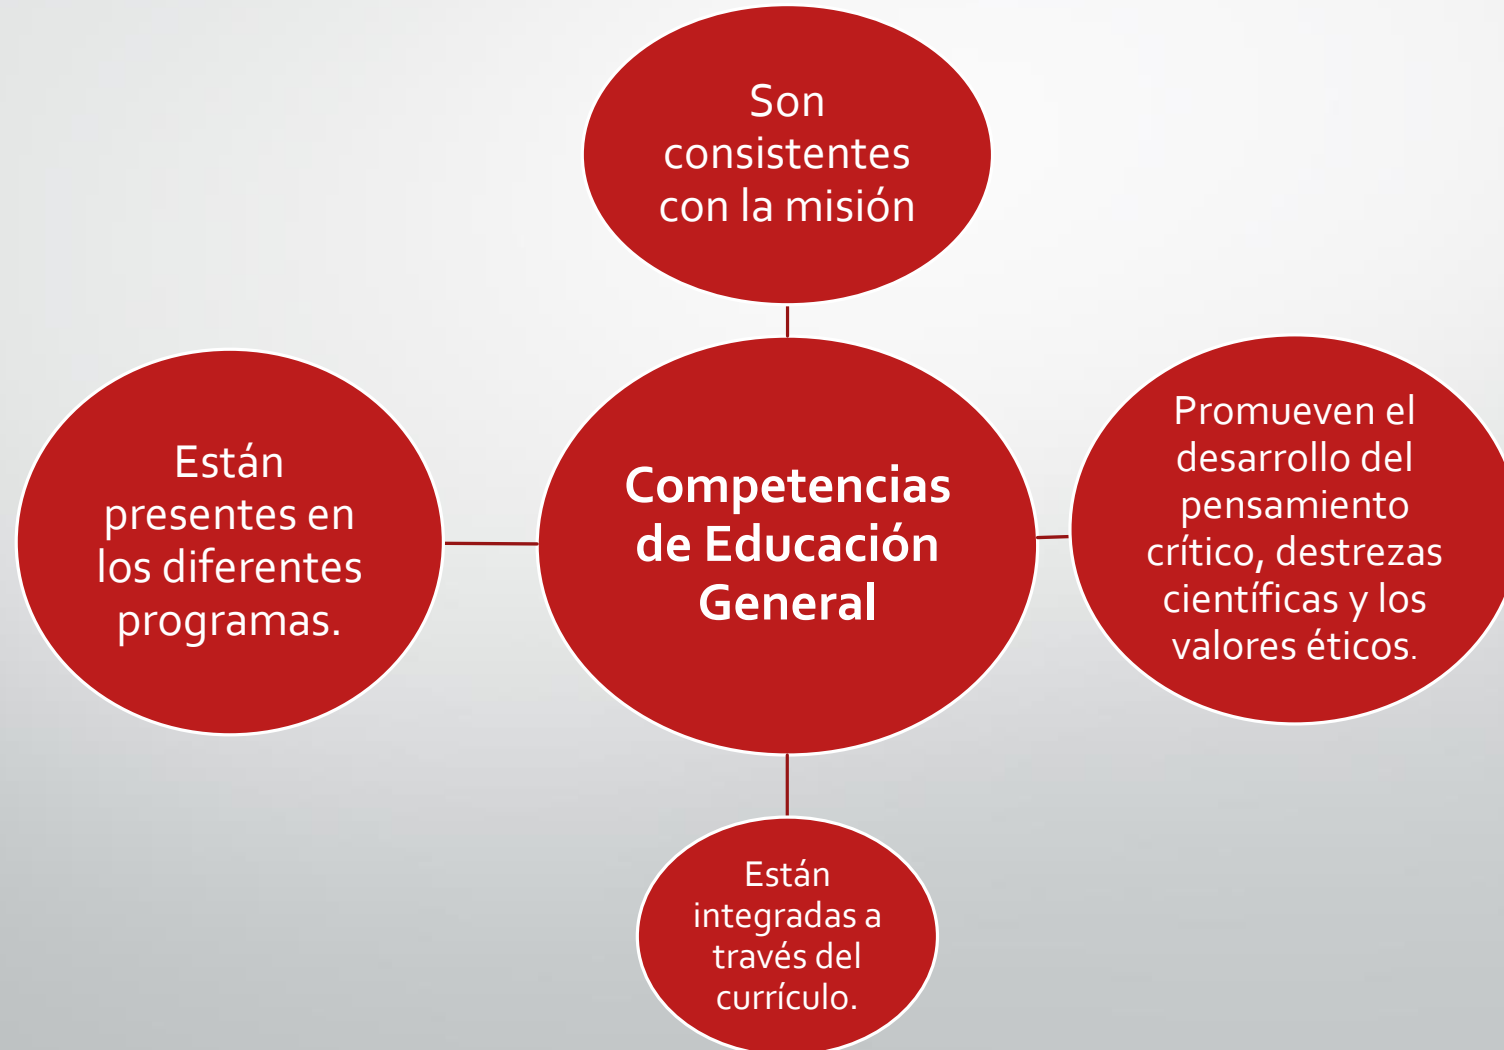 Son
consistentes
con la misión
Están
presentes en
los diferentes
programas.
Competencias
de Educación
General
Promueven el
desarrollo del
pensamiento
crítico, destrezas
científicas y los
valores éticos.
Están
integradas a
través del
currículo.